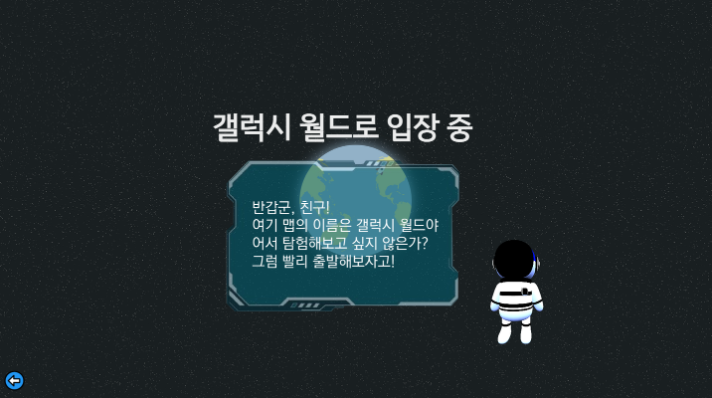 갤럭시 월드로 입장 중
반갑군, 친구!
여기 맵의 이름은 갤럭시 월드야
어서 탐험해보고 싶지 않은가?
그럼 빨리 출발해보자고!